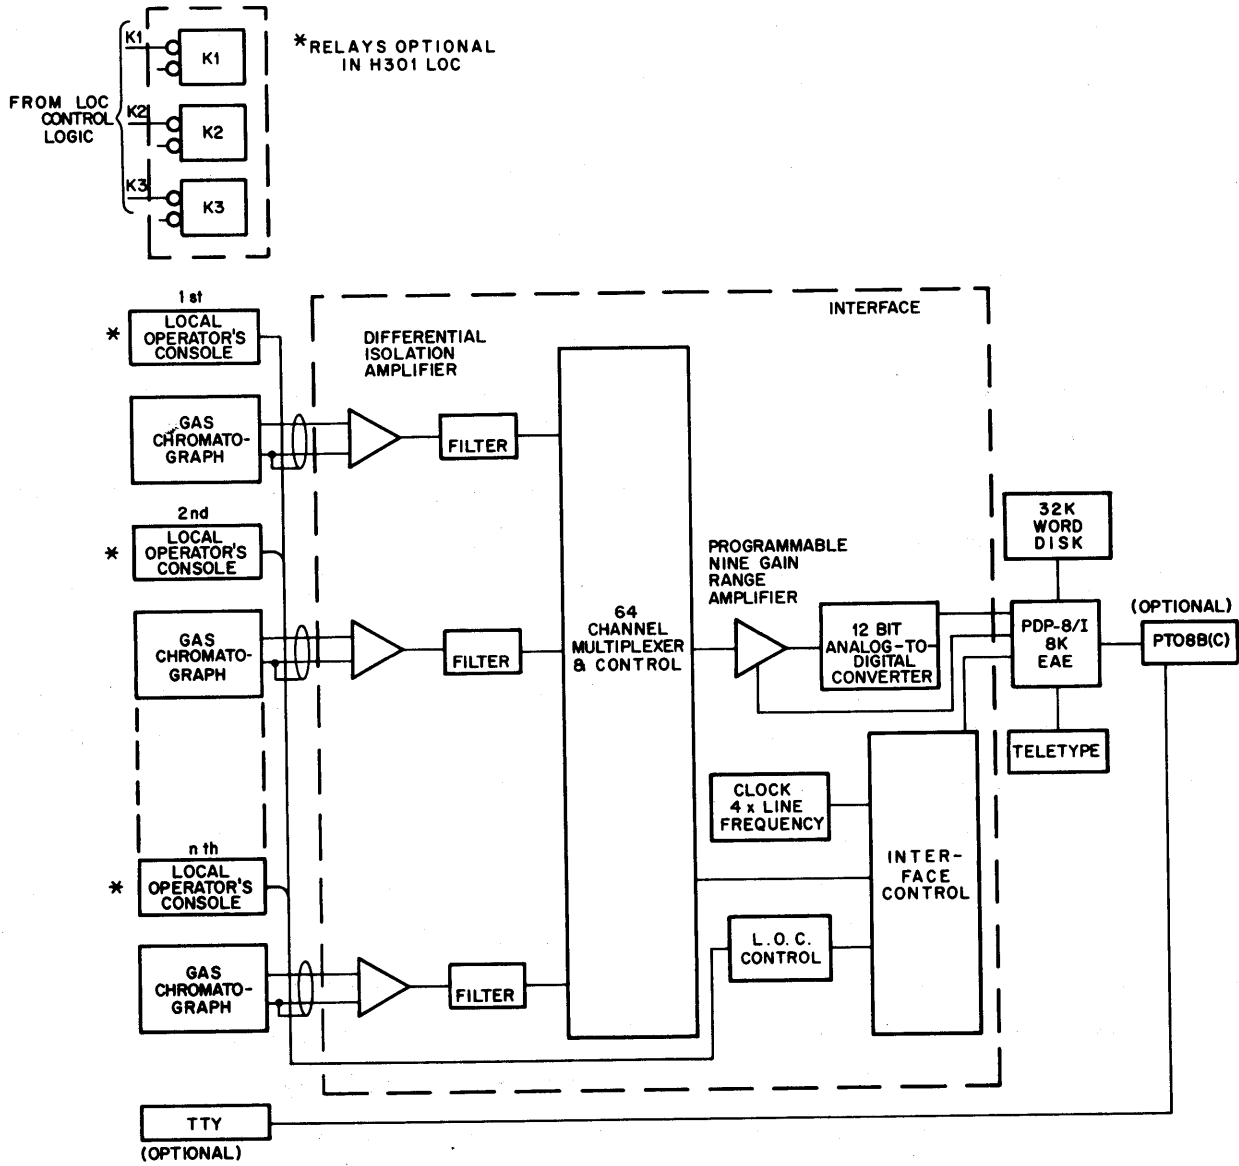 K1
K1
*RELAYS OPTIONAL
IN H301 LOC
FROM LOC
CONTROL
LOGIC
K2
K2
K3
K3
1 st
* LOCAL
OPERATOR'S
CONSOLE
INTERFACE
DIFFERENTIAL
ISOLATION
AMPLIFIER
GAS
CHROMATO-
GRAPH
FILTER
2nd
* LOCAL
OPERATOR'S
CONSOLE
GAS
CHROMATO-
GRAPH
FILTER
64
CHANNEL
MULTIPLEXER
& CONTROL
PROGRAMMABLE
NINE GAIN
RANGE
AMPLIFIER
12 BIT
ANALOG-TO-
DIGITAL
CONVERTER
32K
WORD
DISK
PDP-8/I
8K
EAE
(OPTIONAL)
PT08B(C)
TELETYPE
CLOCK
4 x LINE
FREQUENCY
INTER-
FACE
CONTROL
L.O.C.
CONTROL
n th
* LOCAL
OPERATOR'S
CONSOLE
GAS
CHROMATO-
GRAPH
FILTER
TTY
(OPTIONAL)